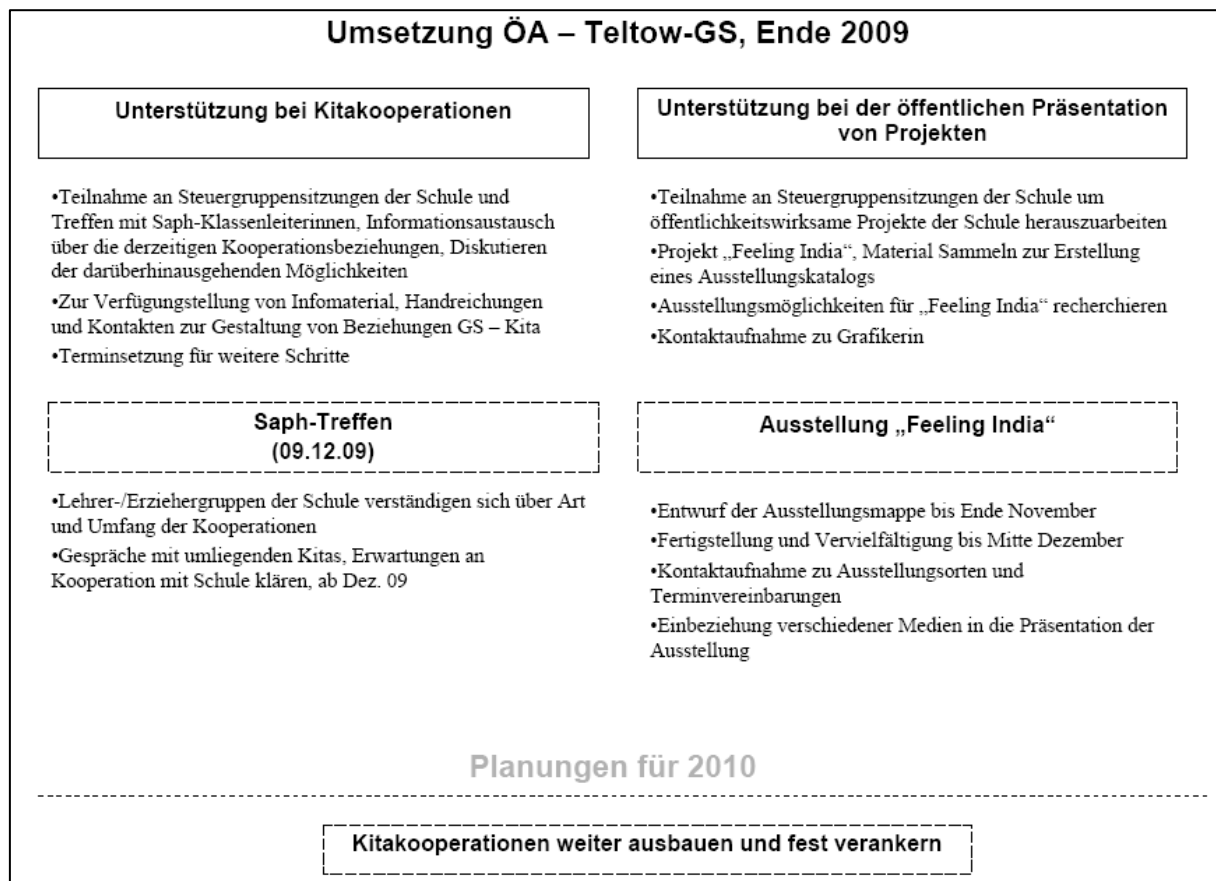 Umsetzung ÖA – Teltow-GS, Ende 2009
Unterstützung bei Kitakooperationen
•Teilnahme an Steuergruppensitzungen der Schule und
Treffen mit Saph-Klassenleiterinnen, Informationsaustausch
über die derzeitigen Kooperationsbeziehungen, Diskutieren
der darüberhinausgehenden Möglichkeiten
•Zur Verfügungstellung von Infomaterial, Handreichungen
und Kontakten zur Gestaltung von Beziehungen GS – Kita
•Terminsetzung für weitere Schritte
Saph-Treffen
(09.12.09)
•Lehrer-/Erziehergruppen der Schule verständigen sich über Art
und Umfang der Kooperationen
•Gespräche mit umliegenden Kitas, Erwartungen an
Kooperation mit Schule klären, ab Dez. 09
Unterstützung bei der öffentlichen Präsentation
von Projekten
•Teilnahme an Steuergruppensitzungen der Schule um
öffentlichkeitswirksame Projekte der Schule herauszuarbeiten
•Projekt „Feeling India“, Material Sammeln zur Erstellung
eines Ausstellungskatalogs
•Ausstellungsmöglichkeiten für „Feeling India“ recherchieren
•Kontaktaufnahme zu Grafikerin
Ausstellung „Feeling India“
•Entwurf der Ausstellungsmappe bis Ende November
•Fertigstellung und Vervielfältigung bis Mitte Dezember
•Kontaktaufnahme zu Ausstellungsorten und
Terminvereinbarungen
•Einbeziehung verschiedener Medien in die Präsentation der
Ausstellung
Planungen für 2010
Kitakooperationen weiter ausbauen und fest verankern